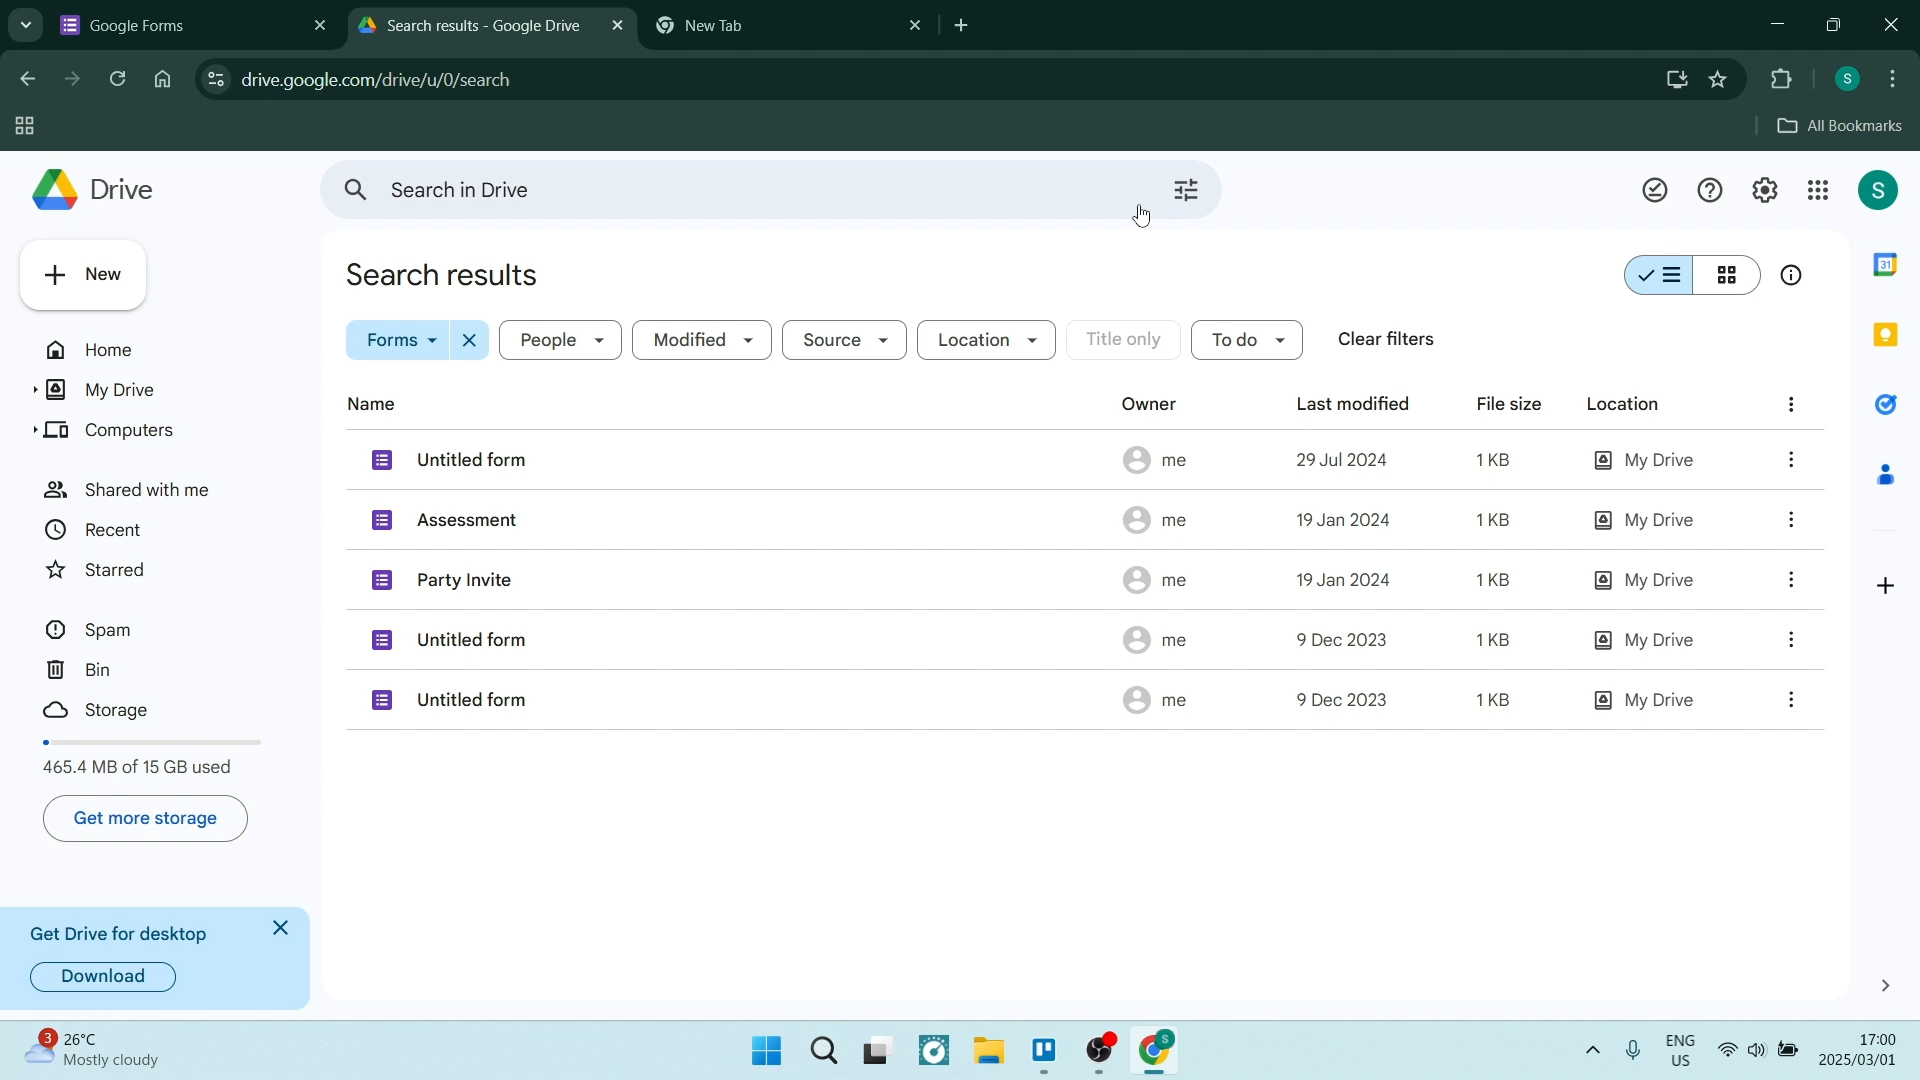 Google Forms
Search results - Google Drive
New Tab
drive.google.com/drive/u/0/search
S
All Bookmarks
Drive
Search in Drive
S
New
Search results
31
Forms
People
Modified
Source
Location
Title only
To do
Clear filters
Home
My Drive
Computers
Shared with me
Recent
Starred
Spam
Bin
Storage
465.4 MB of 15 GB used
Get more storage
Name Owner Last modified File size Location
Untitled form me 29 Jul 2024 1 KB My Drive
Assessment me 19 Jan 2024 1 KB My Drive
Party Invite me 19 Jan 2024 1 KB My Drive
Untitled form me 9 Dec 2023 1 KB My Drive
Untitled form me 9 Dec 2023 1 KB My Drive
Get Drive for desktop
Download
3
26°C
Mostly cloudy
S
ENG
US
17:00
2025/03/01